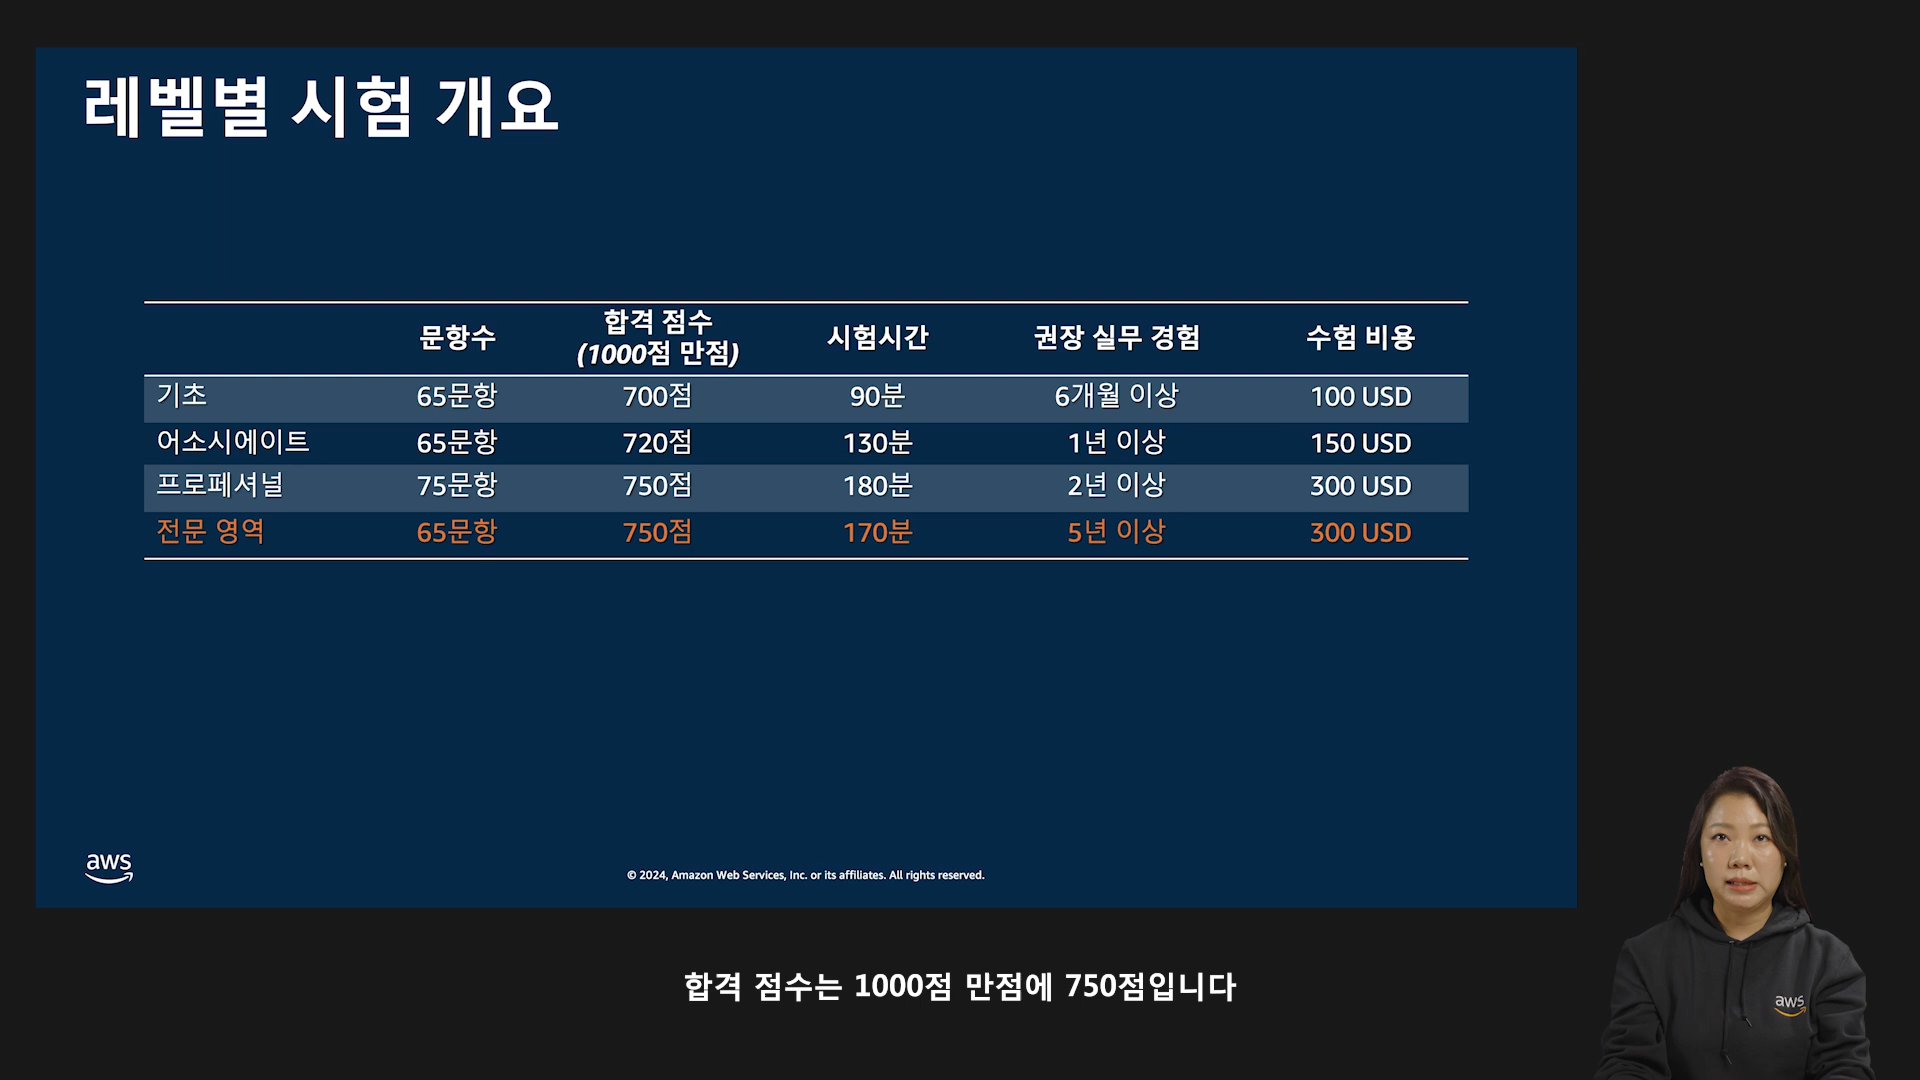 레벨별 시험 개요
문항수 합격 점수 (1000점 만점) 시험시간 권장 실무 경험 수험 비용
기초 65문항 700점 90분 6개월 이상 100 USD
어소시에이트 65문항 720점 130분 1년 이상 150 USD
프로페셔널 75문항 750점 180분 2년 이상 300 USD
전문 영역 65문항 750점 170분 5년 이상 300 USD
aws
© 2024, Amazon Web Services, Inc. or its affiliates. All rights reserved.
합격 점수는 1000점 만점에 750점입니다
aws